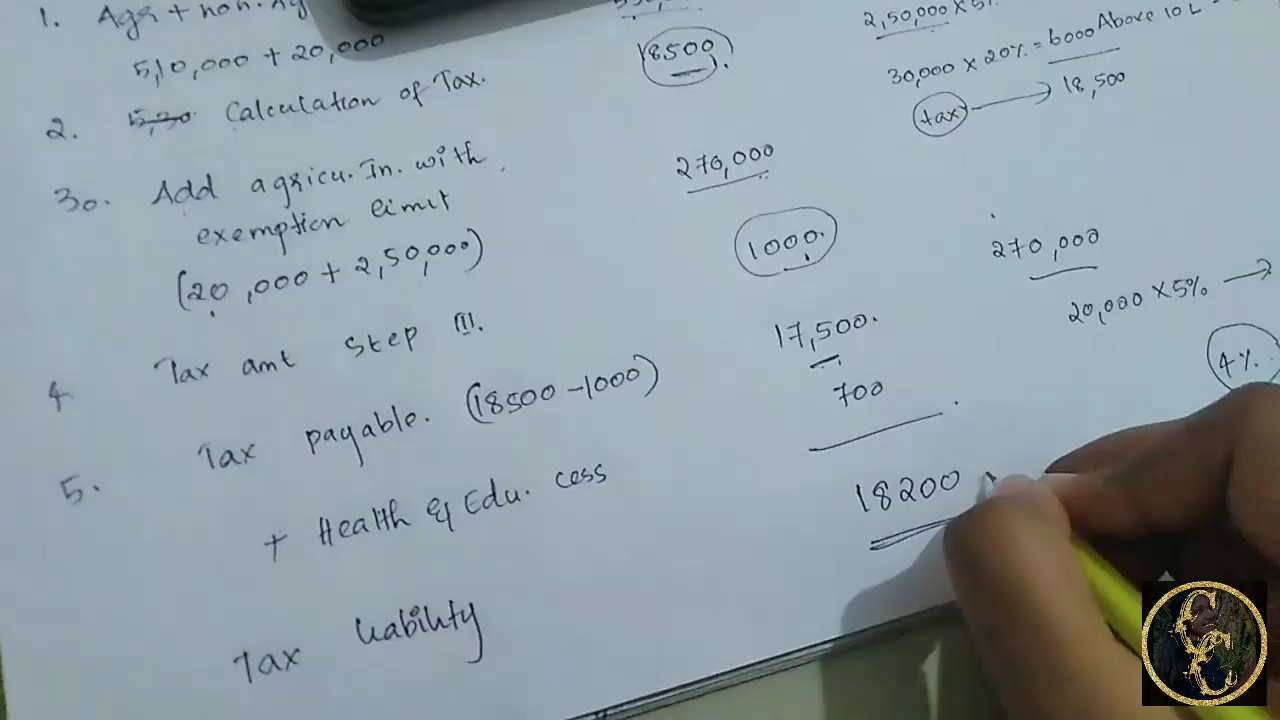 1. Agr + non. Ag
5,10,000 + 20,000
18500.
2,50,000 × 5%
30,000 × 20% = 6000 Above 10 L
tax → 18,500
2. 5,30 Calculation of Tax.
30. Add agricu. In. with
exemption limit
(20,000 + 2,50,000)
270,000
270,000
1000.
20,000 × 5% →
4. Tax amt Step III.
Tax payable. (18500 - 1000)
17,500.
4%.
5. + Health & Edu. cess
700
Tax liability
18200